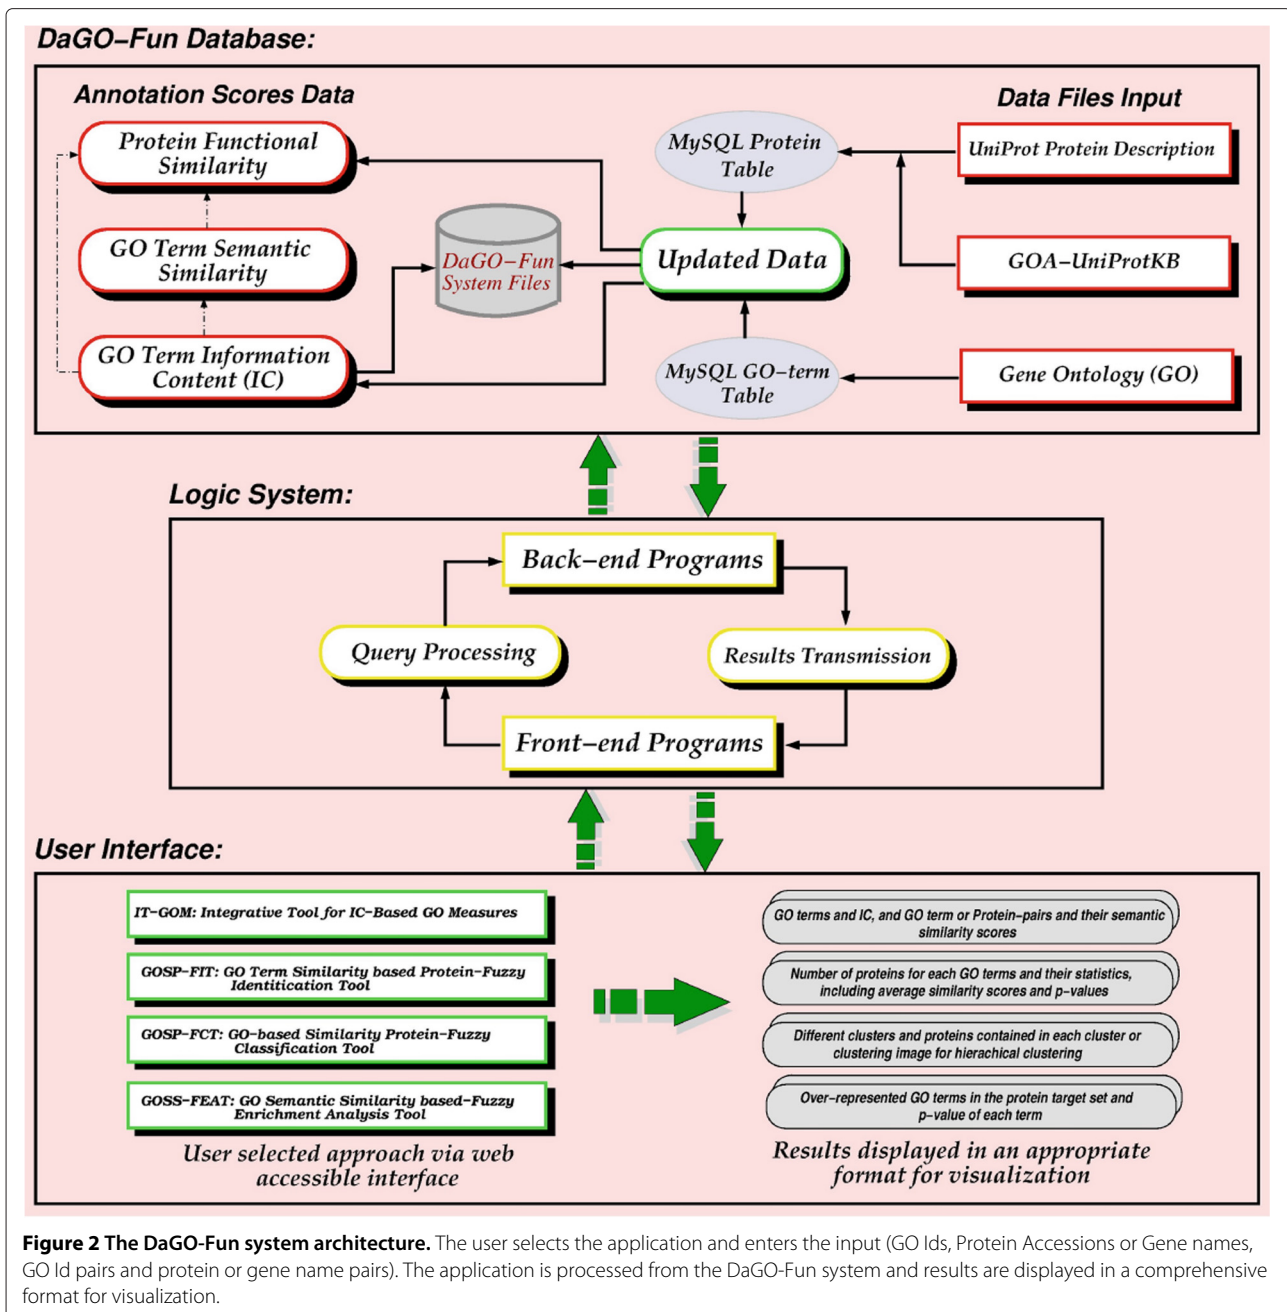 DaGO-Fun Database:
Annotation Scores Data
Data Files Input
Protein Functional
Similarity
MySQL Protein
Table
UniProt Protein Description
GO Term Semantic
Similarity
DaGO-Fun
System Files
Updated Data
GOA-UniProtKB
GO Term Information
Content (IC)
MySQL GO-term
Table
Gene Ontology (GO)
Logic System:
Back-end Programs
Query Processing
Results Transmission
Front-end Programs
User Interface:
IT-GOM: Integrative Tool for IC-Based GO Measures
GOSP-FIT: GO Term Similarity based Protein-Fuzzy
Identitication Tool
GOSP-FCT: GO-based Similarity Protein-Fuzzy
Classification Tool
GOSS-FEAT: GO Semantic Similarity based-Fuzzy
Enrichment Analysis Tool
User selected approach via web
accessible interface
GO terms and IC, and GO term or Protein-pairs and their semantic
similarity scores
Number of proteins for each GO terms and their statistics,
including average similarity scores and p-values
Different clusters and proteins contained in each cluster or
clustering image for hierachical clustering
Over-represented GO terms in the protein target set and
p-value of each term
Results displayed in an appropriate
format for visualization
Figure 2 The DaGO-Fun system architecture. The user selects the application and enters the input (GO Ids, Protein Accessions or Gene names,
GO Id pairs and protein or gene name pairs). The application is processed from the DaGO-Fun system and results are displayed in a comprehensive
format for visualization.